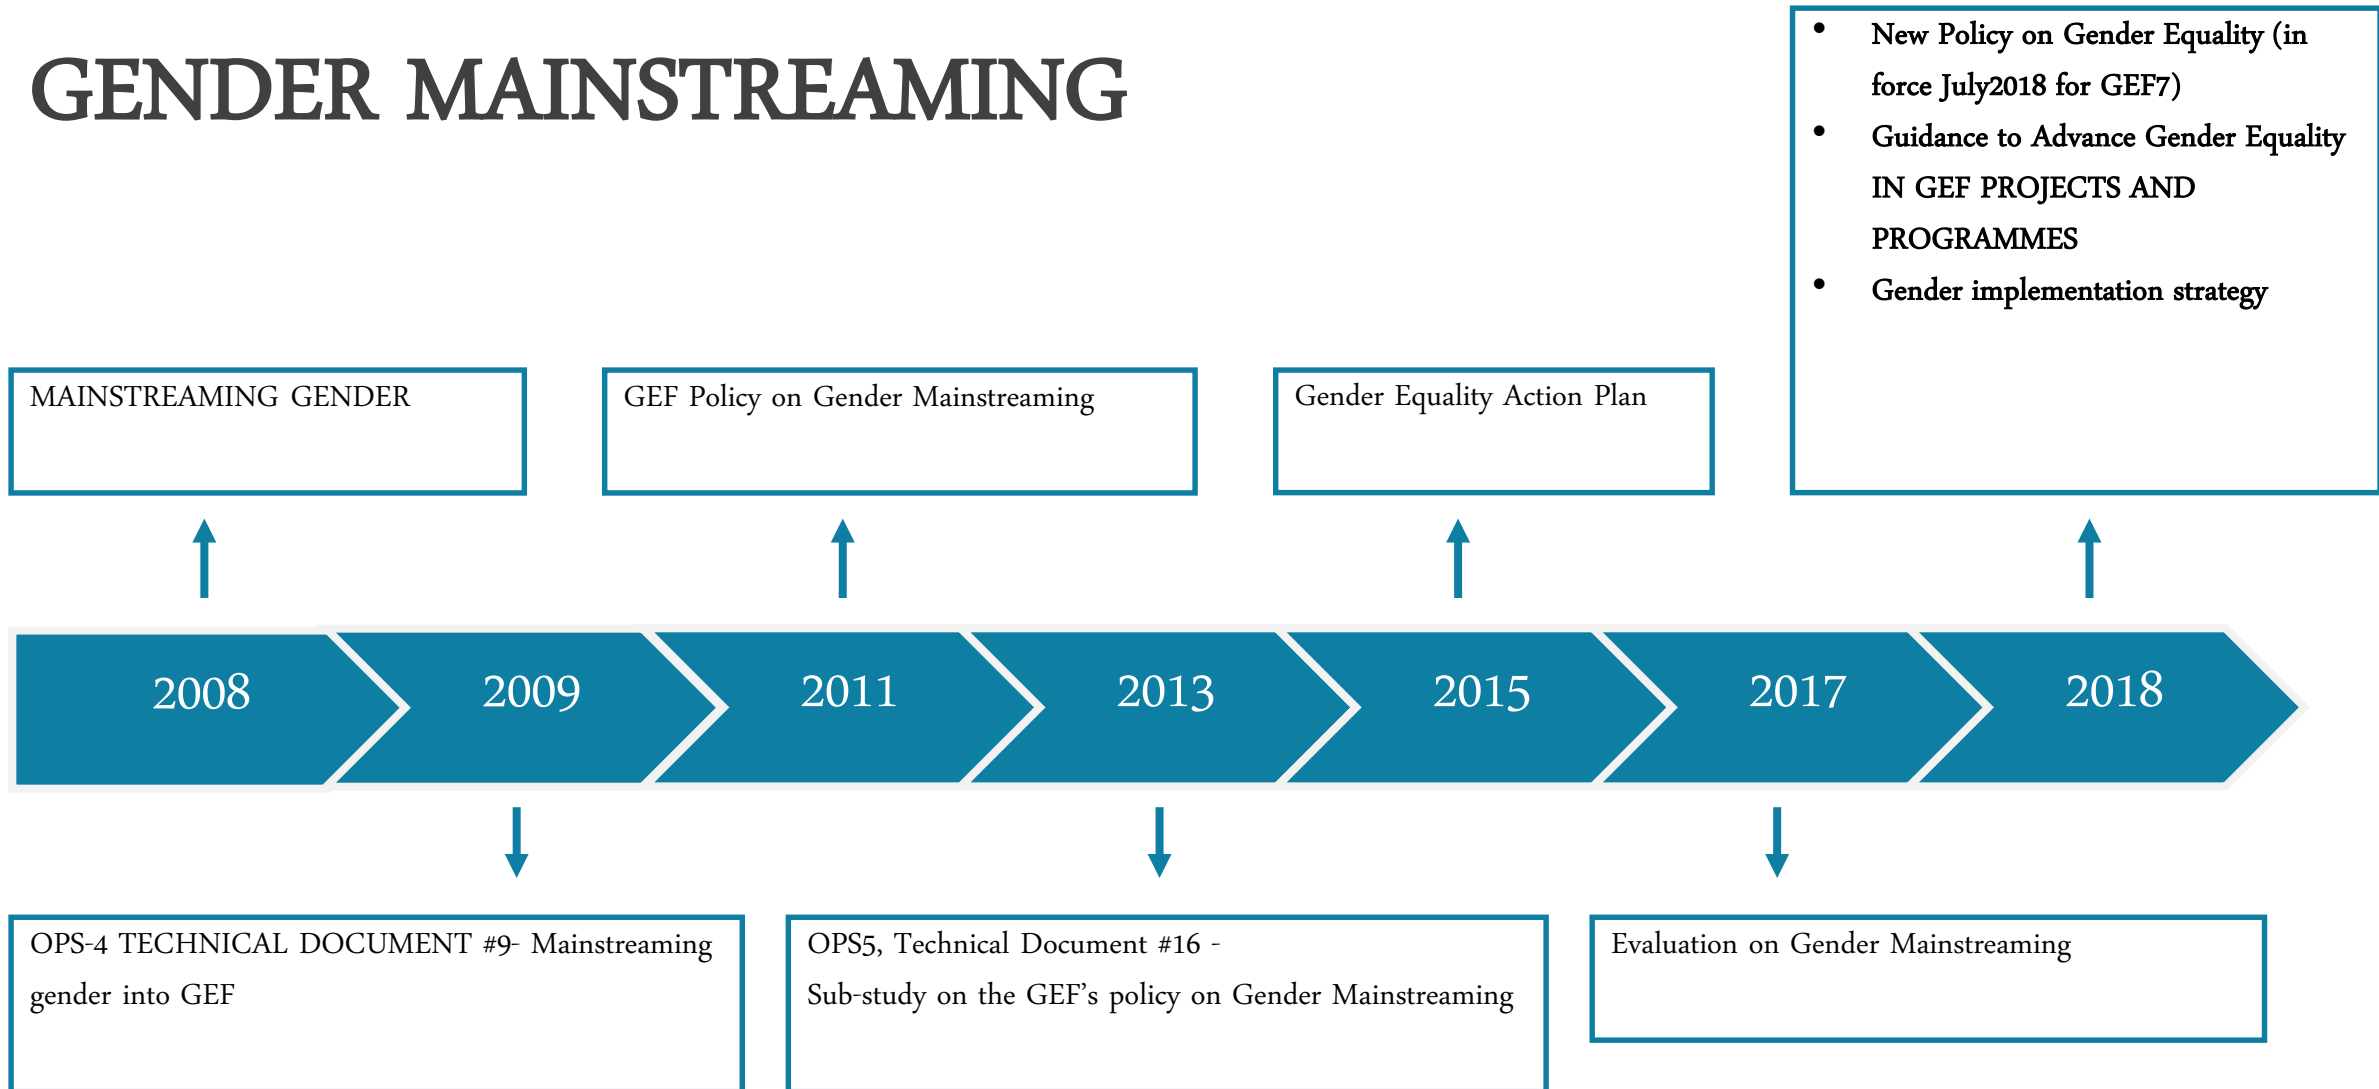 GENDER MAINSTREAMING
• New Policy on Gender Equality (in
force July2018 for GEF7)
• Guidance to Advance Gender Equality
IN GEF PROJECTS AND
PROGRAMMES
• Gender implementation strategy
MAINSTREAMING GENDER
GEF Policy on Gender Mainstreaming
Gender Equality Action Plan
2008
2009
2011
2013
2015
2017
2018
OPS-4 TECHNICAL DOCUMENT #9- Mainstreaming
gender into GEF
OPS5, Technical Document #16 -
Sub-study on the GEF’s policy on Gender Mainstreaming
Evaluation on Gender Mainstreaming